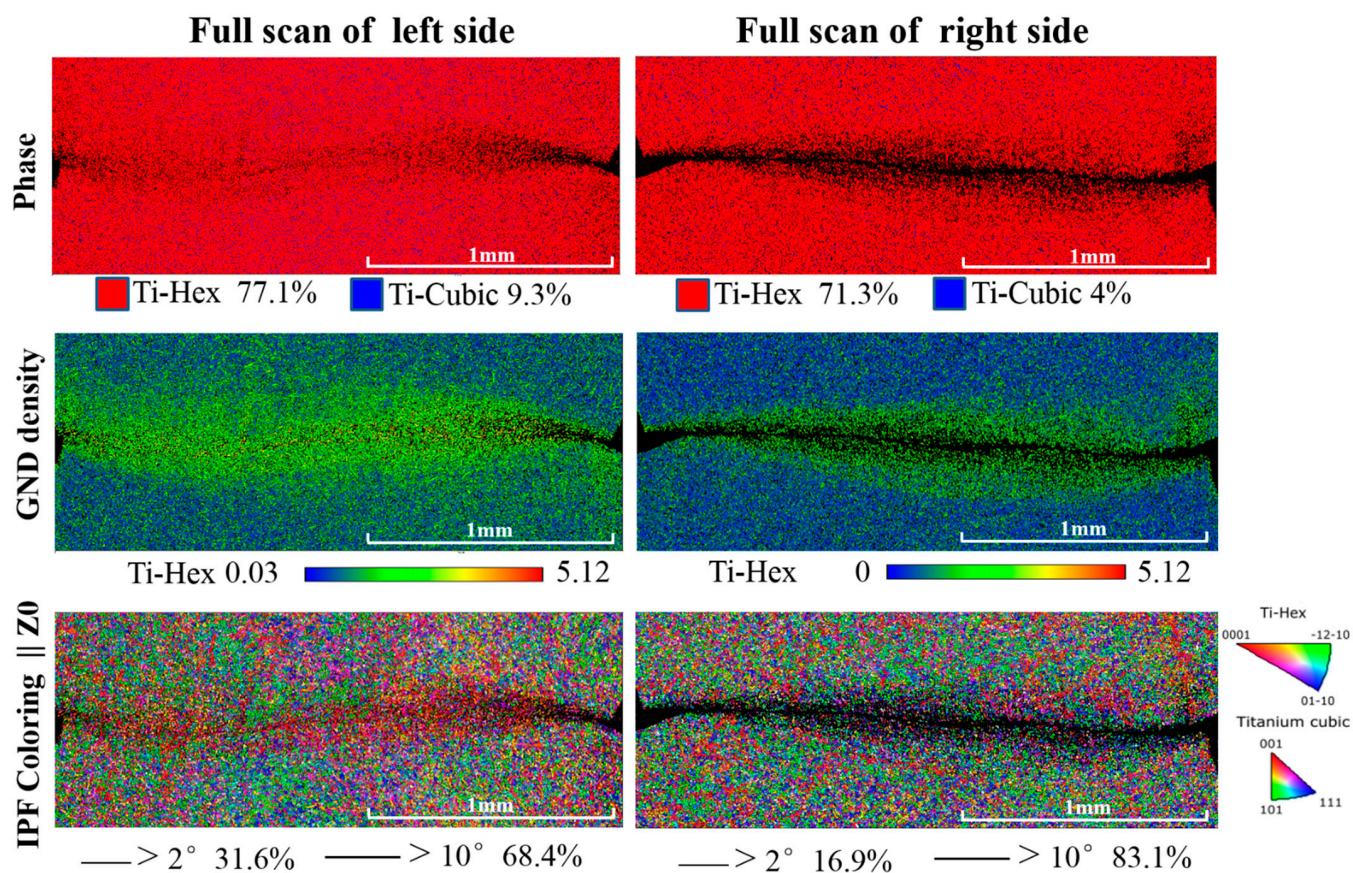 Full scan of left side
Full scan of right side
Phase
1mm
1mm
Ti-Hex 77.1%
Ti-Cubic 9.3%
Ti-Hex 71.3%
Ti-Cubic 4%
GND density
1mm
1mm
Ti-Hex 0.03
5.12
Ti-Hex 0
5.12
IPF Coloring || Z0
1mm
1mm
Ti-Hex
0001
-12-10
01-10
Titanium cubic
001
101
111
> 2° 31.6%
> 10° 68.4%
> 2° 16.9%
> 10° 83.1%